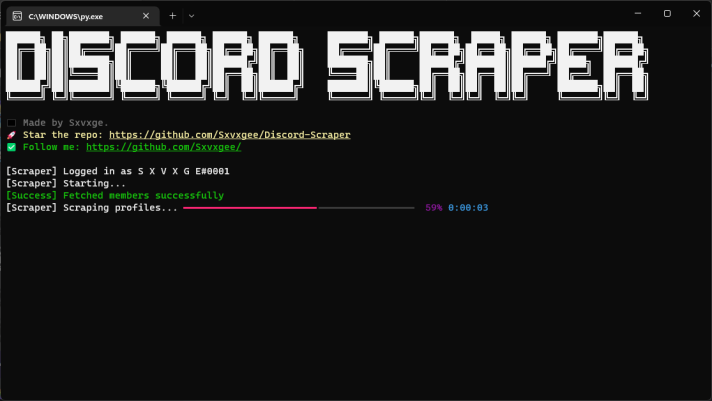 C:\WINDOWS\py.exe
DISCORD SCRAPER
Made by Sxvxge.
🚀 Star the repo: https://github.com/Sxvxgee/Discord-Scraper
✅ Follow me: https://github.com/Sxvxgee/
[Scraper] Logged in as S X V X G E#0001
[Scraper] Starting...
[Success] Fetched members successfully
[Scraper] Scraping profiles... 59% 0:00:03